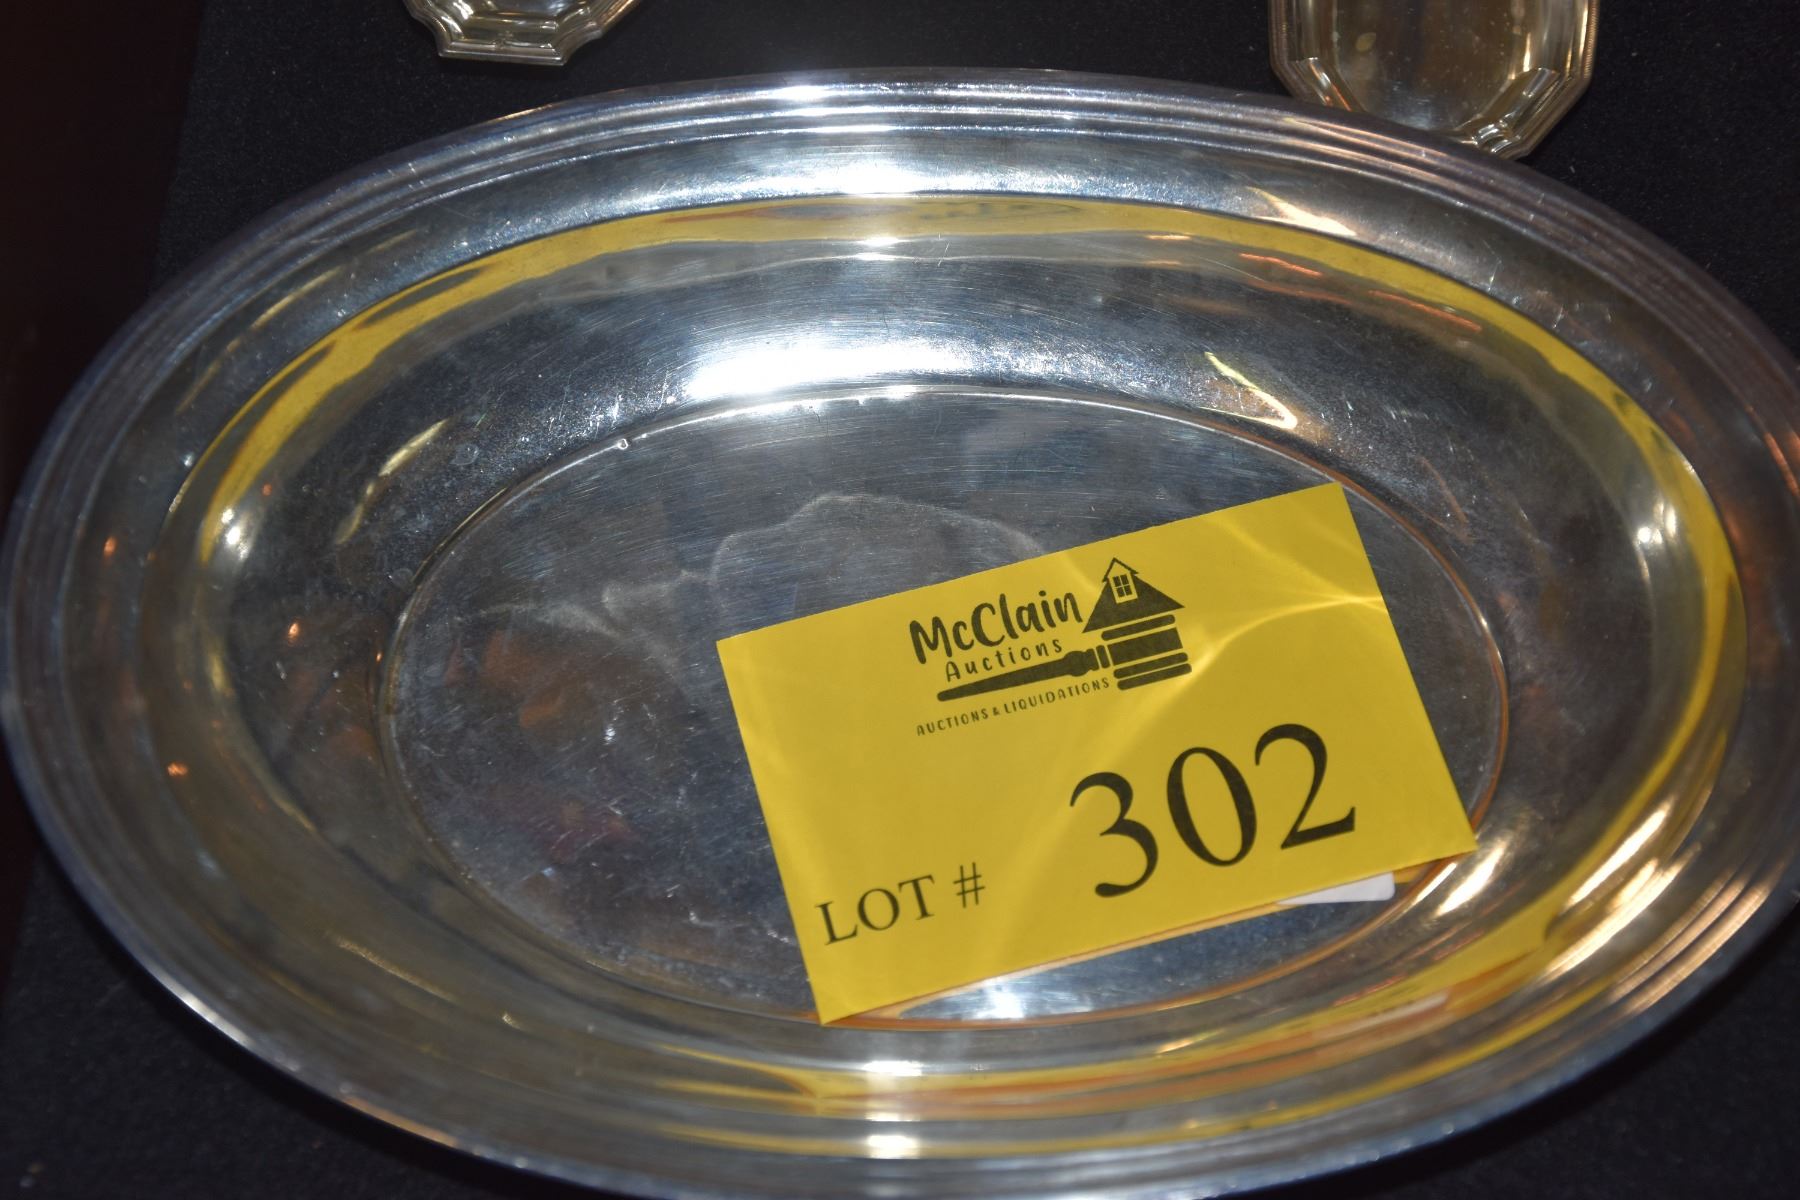 McClain
Auctions
AUCTIONS & LIQUIDATIONS
LOT # 302